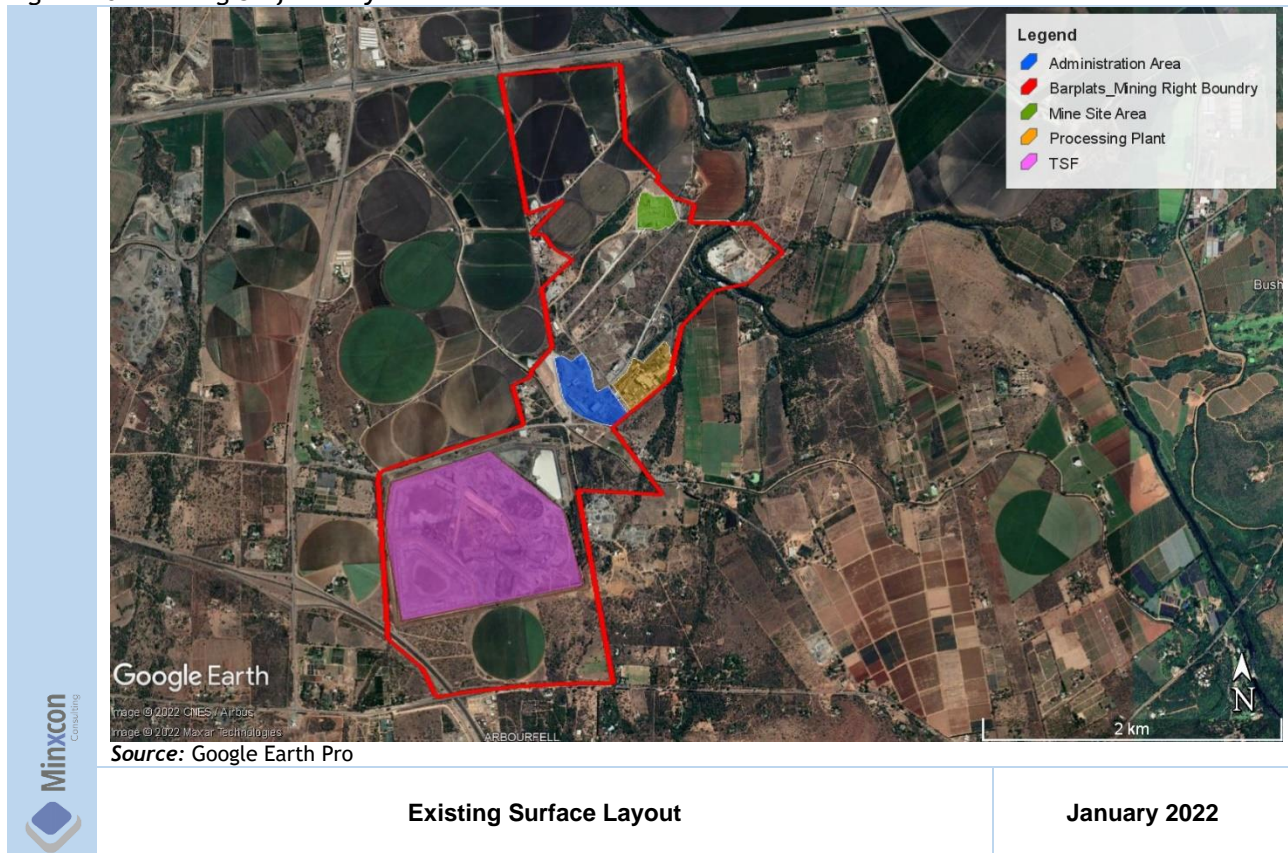 Legend
Administration Area
Barplats_Mining Right Boundry
Mine Site Area
Processing Plant
TSF
Bush
Google Earth
Image © 2022 CNES / Airbus
Image © 2022 Maxar Technologies
ARBOURFELL
N
2 km
Minxcon
Consulting
Source: Google Earth Pro
Existing Surface Layout
January 2022